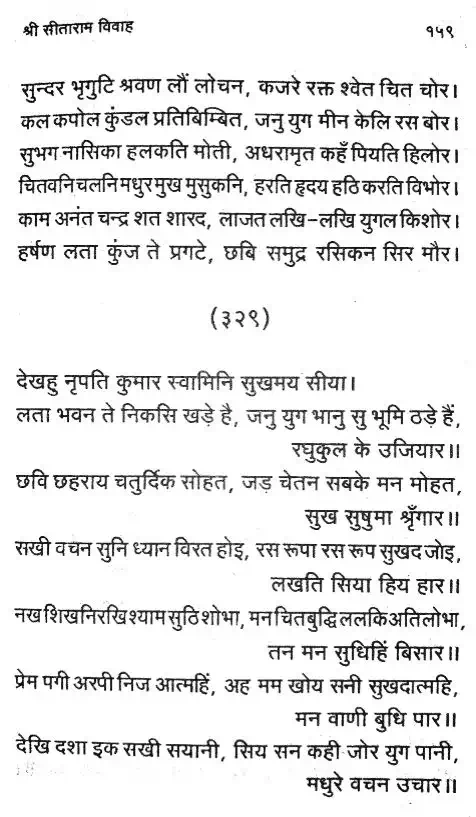 श्री सीताराम विवाह १५९
सुन्दर भृगुटि श्रवण लौं लोचन, कजरे रक्त श्वेत चित चोर।
कल कपोल कुंडल प्रतिबिम्बित, जनु युग मीन केलि रस बोर।
सुभग नासिका हलकति मोती, अधरामृत कहँ पियति हिलोर।
चितवनि चलनि मधुर मुख मुसुकनि, हरति हृदय हठि करति विभोर।
काम अनंत चन्द्र शत शारद, लाजत लखि-लखि युगल किशोर।
हर्षण लता कुंज ते प्रगटे, छबि समुद्र रसिकन सिर मौर।
(३२९)
देखहु नृपति कुमार स्वामिनि सुखमय सीया।
लता भवन ते निकसि खड़े है, जनु युग भानु सु भूमि ठड़े हैं,
रघुकुल के उजियार॥
छवि छहराय चतुर्दिक सोहत, जड़ चेतन सबके मन मोहत,
सुख सुषुमा श्रृँगार॥
सखी वचन सुनि ध्यान विरत होइ, रस रूपा रस रूप सुखद जोइ,
लखति सिया हिय हार॥
नख शिख निरखि श्याम सुठि शोभा, मन चित बुद्धि ललकि अति लोभा,
तन मन सुधिहिं बिसार॥
प्रेम पगी अरपी निज आत्महिं, अह मम खोय सनी सुखदात्महि,
मन वाणी बुधि पार॥
देखि दशा इक सखी सयानी, सिय सन कही जोर युग पानी,
मधुरे वचन उचार॥